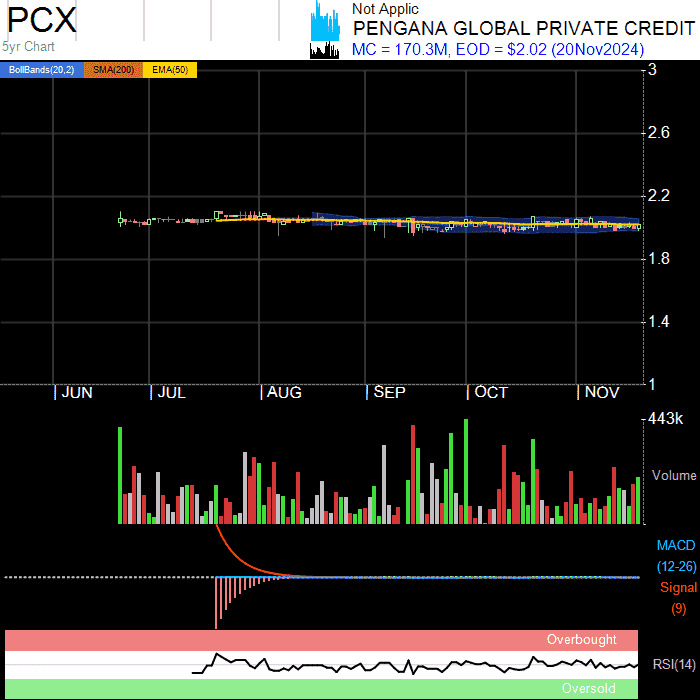 PCX
5yr Chart
Not Applic
PENGANA GLOBAL PRIVATE CREDIT
MC = 170.3M, EOD = $2.02 (20Nov2024)
BollBands(20,2) SMA(200) EMA(50)
3
2.6
2.2
1.8
1.4
1
JUN JUL AUG SEP OCT NOV
443k
Volume
MACD
(12-26)
Signal
(9)
Overbought
RSI(14)
Oversold